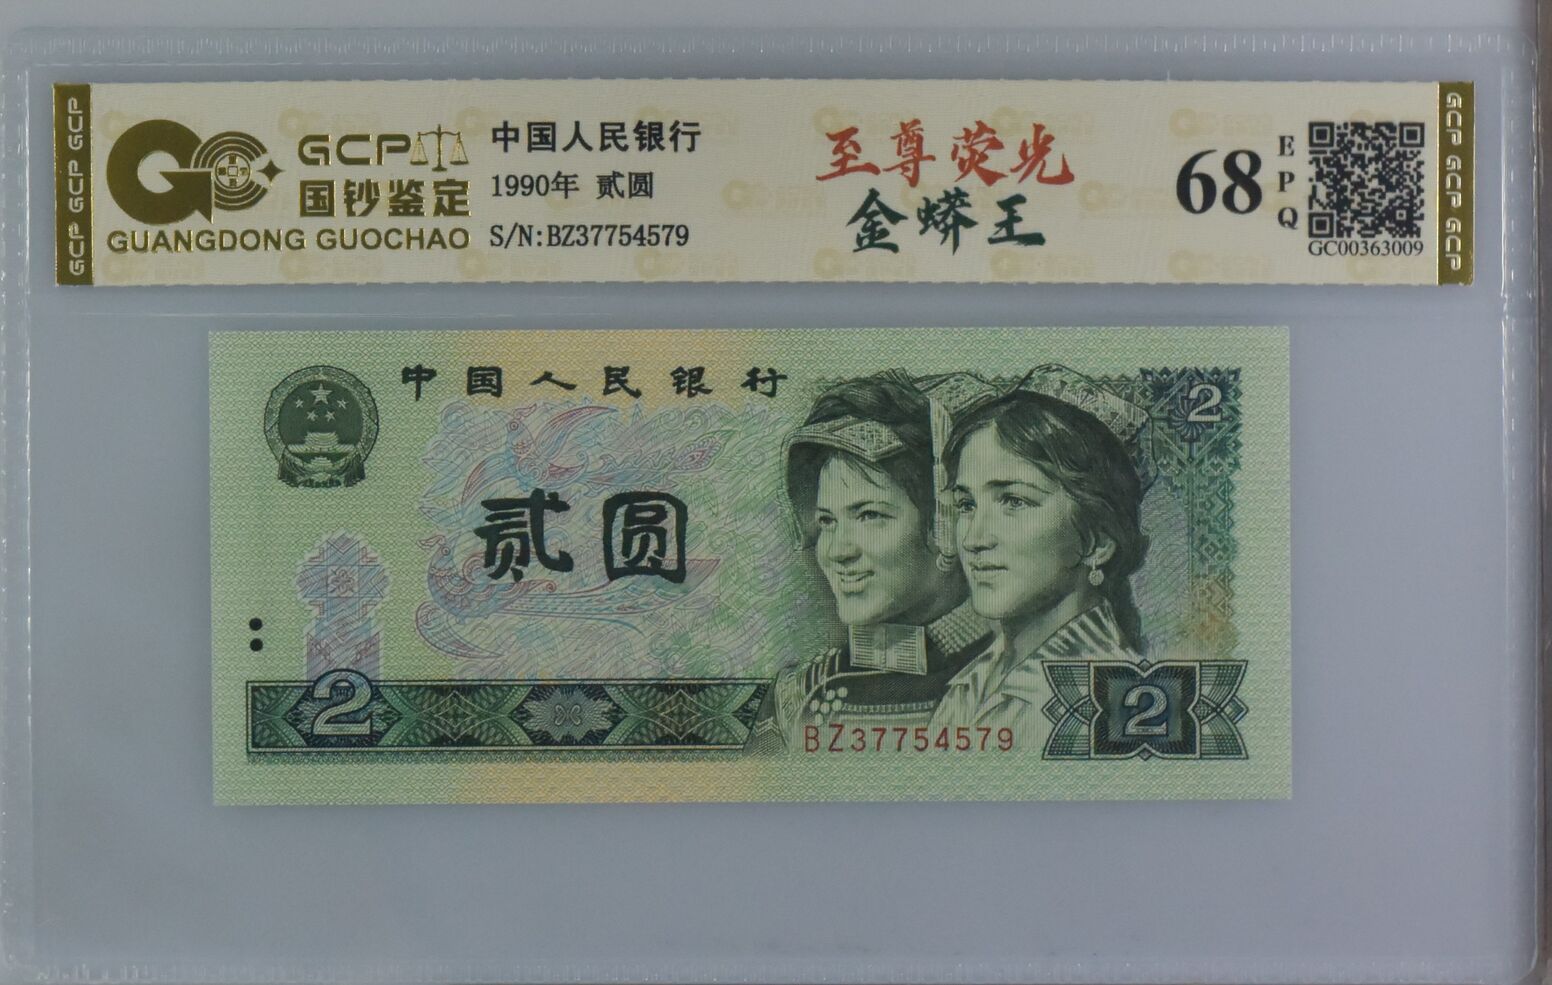 GCP GCP GCP
GCP
国钞鉴定
GUANGDONG GUOCHAO
中国人民银行
1990年 贰圆
S/N:BZ37754579
至尊荧光
金蟒王
68
EPQ
GC00363009
GCP GCP GCP
中国人民银行
2
贰圆
2
2
BZ37754579